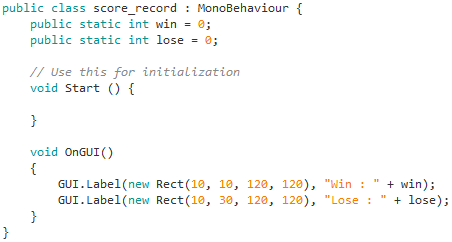 public class score_record : MonoBehaviour {
    public static int win = 0;
    public static int lose = 0;

    // Use this for initialization
    void Start () {

    }

    void OnGUI()
    {
        GUI.Label(new Rect(10, 10, 120, 120), "Win : " + win);
        GUI.Label(new Rect(10, 30, 120, 120), "Lose : " + lose);
    }
}